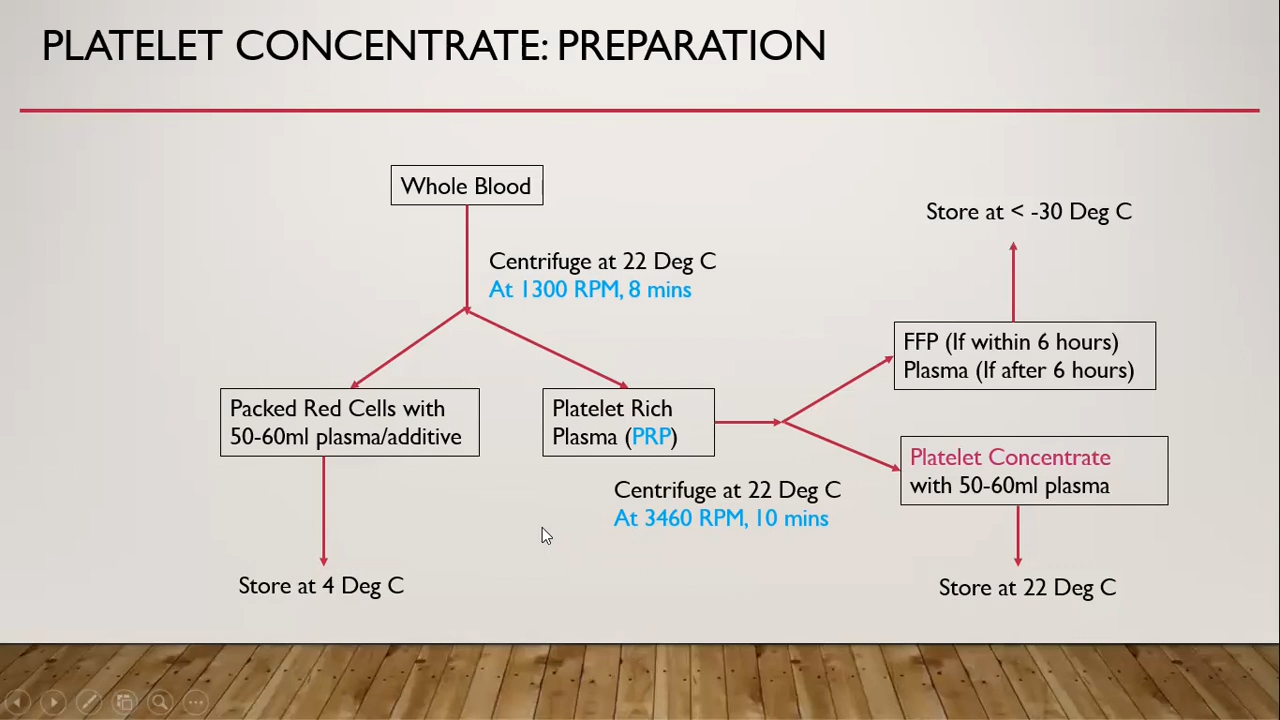 PLATELET CONCENTRATE: PREPARATION
Whole Blood
Centrifuge at 22 Deg C
At 1300 RPM, 8 mins
Packed Red Cells with
50-60ml plasma/additive
Store at 4 Deg C
Platelet Rich
Plasma (PRP)
Centrifuge at 22 Deg C
At 3460 RPM, 10 mins
Store at < -30 Deg C
FFP (If within 6 hours)
Plasma (If after 6 hours)
Platelet Concentrate
with 50-60ml plasma
Store at 22 Deg C